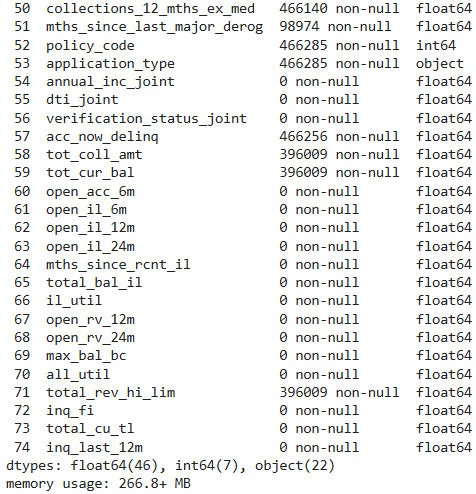 50 collections_12_mths_ex_med 466140 non-null float64
51 mths_since_last_major_derog 98974 non-null float64
52 policy_code 466285 non-null int64
53 application_type 466285 non-null object
54 annual_inc_joint 0 non-null float64
55 dti_joint 0 non-null float64
56 verification_status_joint 0 non-null float64
57 acc_now_delinq 466256 non-null float64
58 tot_coll_amt 396009 non-null float64
59 tot_cur_bal 396009 non-null float64
60 open_acc_6m 0 non-null float64
61 open_il_6m 0 non-null float64
62 open_il_12m 0 non-null float64
63 open_il_24m 0 non-null float64
64 mths_since_rcnt_il 0 non-null float64
65 total_bal_il 0 non-null float64
66 il_util 0 non-null float64
67 open_rv_12m 0 non-null float64
68 open_rv_24m 0 non-null float64
69 max_bal_bc 0 non-null float64
70 all_util 0 non-null float64
71 total_rev_hi_lim 396009 non-null float64
72 inq_fi 0 non-null float64
73 total_cu_tl 0 non-null float64
74 inq_last_12m 0 non-null float64
dtypes: float64(46), int64(7), object(22)
memory usage: 266.8+ MB